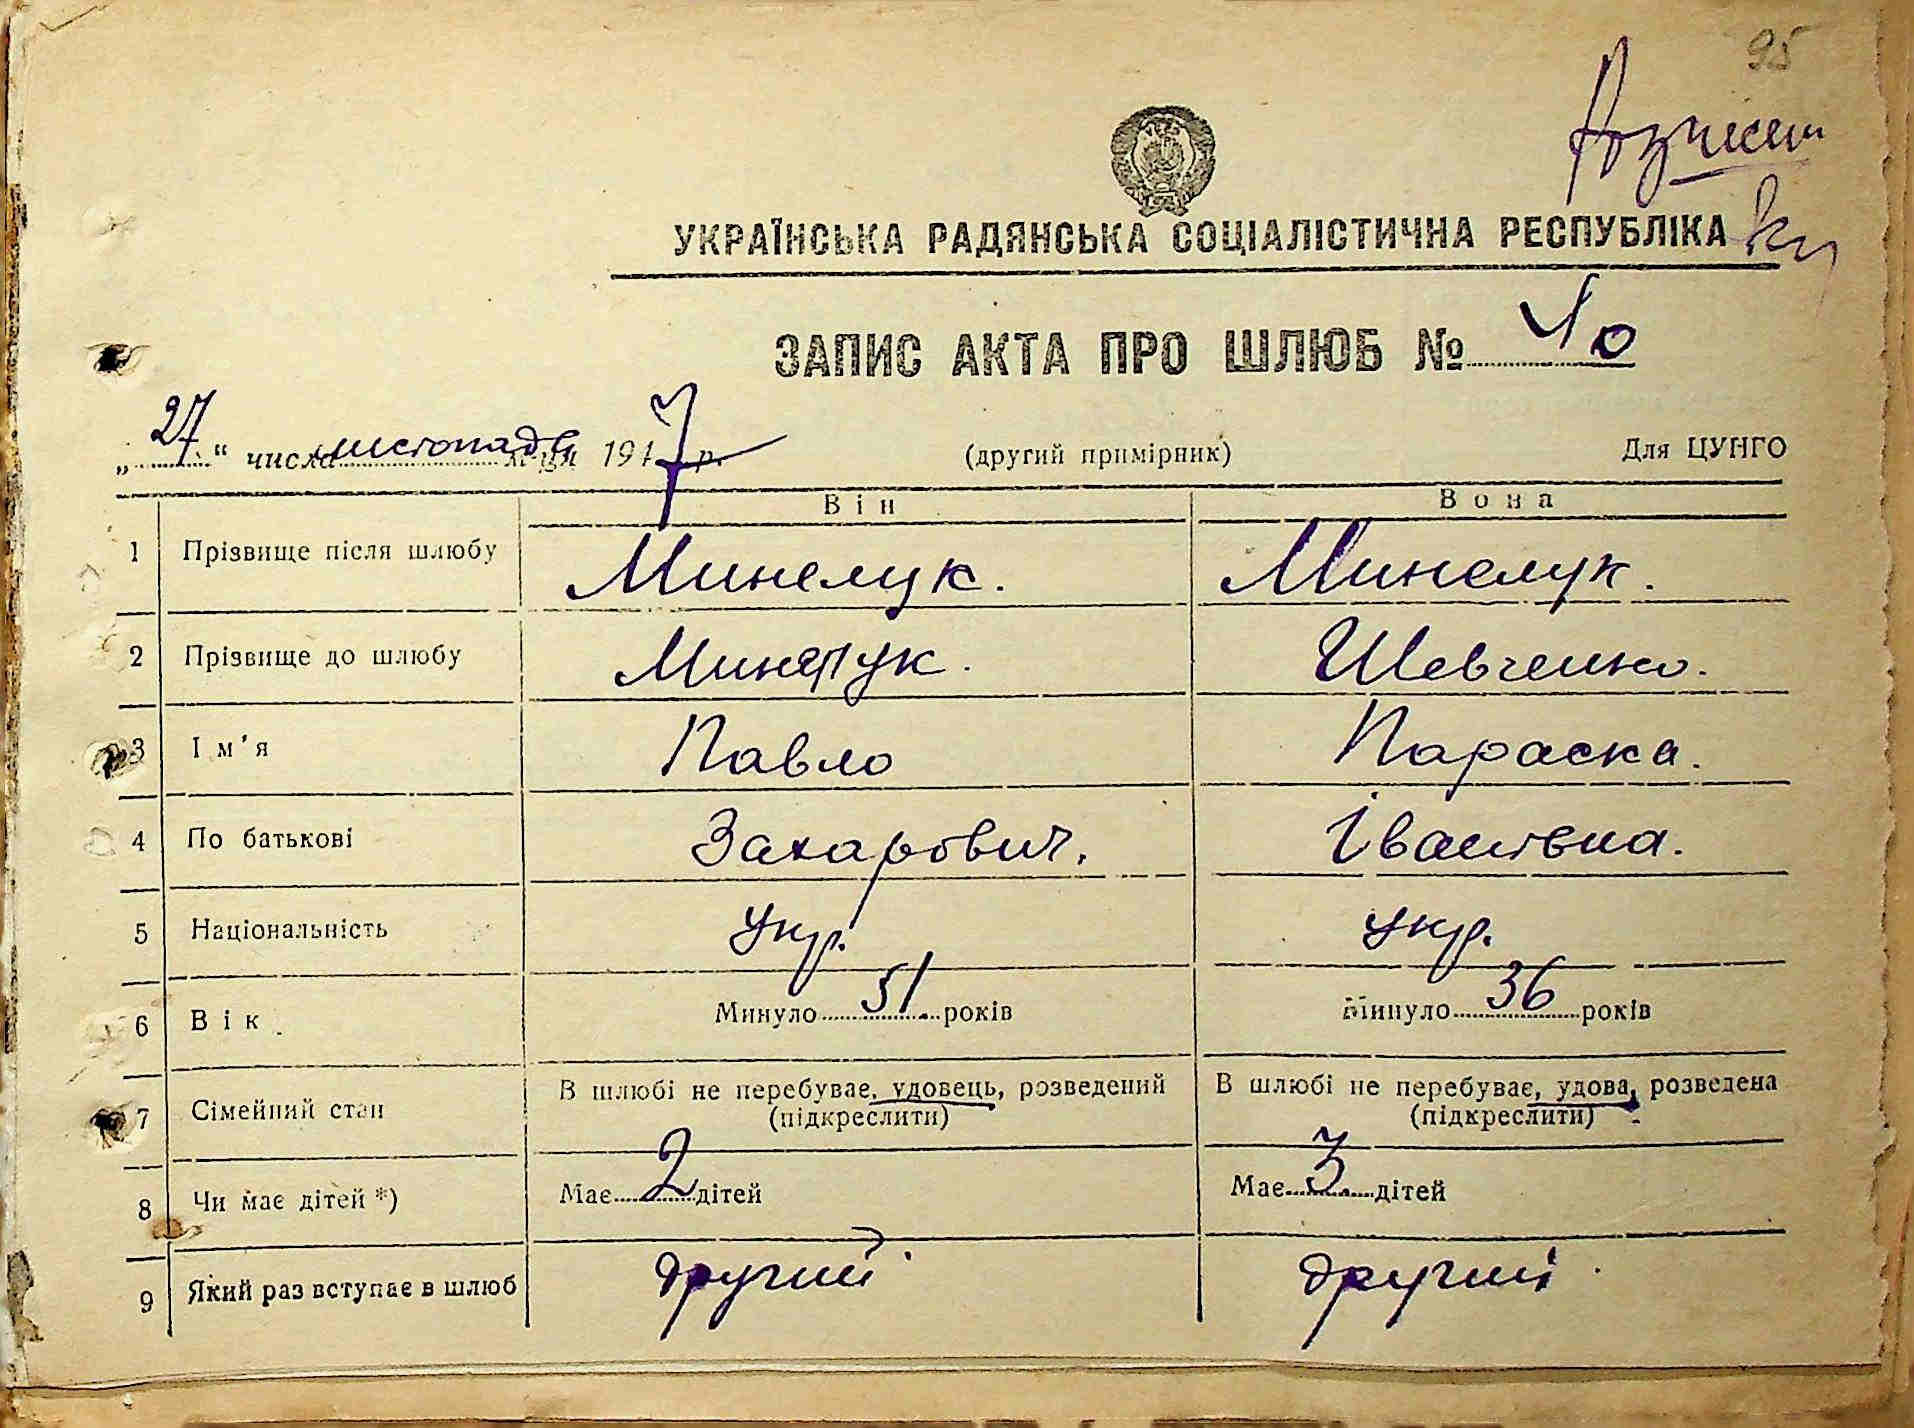 95
УКРАЇНСЬКА РАДЯНСЬКА СОЦІАЛІСТИЧНА РЕСПУБЛІКА
ЗАПИС АКТА ПРО ШЛЮБ № 40
„27“ числа листопада м-ця 1947 р. (другий примірник) Для ЦУНГО
Він Вона
1 Прізвище після шлюбу Минелук. Минелук.
2 Прізвище до шлюбу Минелук. Шевченко.
3 Ім'я Павло Параска.
4 По батькові Захарович. Іванівна.
5 Національність Укр. Укр.
6 Вік Минуло 51 років Минуло 36 років
7 Сімейний стан В шлюбі не перебуває, удовець, розведений В шлюбі не перебуває, удова, розведена
(підкреслити) (підкреслити)
8 Чи має дітей *) Має 2 дітей Має 3 дітей
9 Який раз вступає в шлюб другий другий